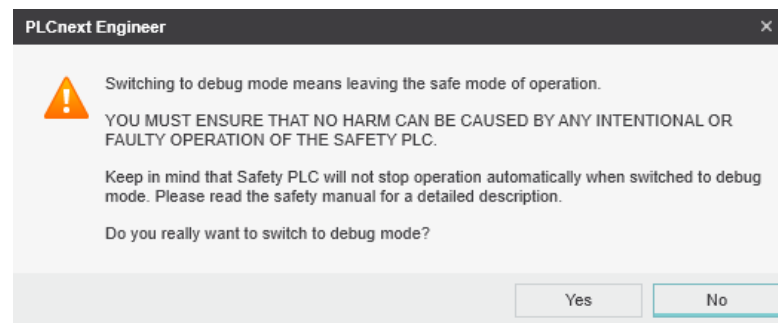 PLCnext Engineer
Switching to debug mode means leaving the safe mode of operation.
YOU MUST ENSURE THAT NO HARM CAN BE CAUSED BY ANY INTENTIONAL OR
FAULTY OPERATION OF THE SAFETY PLC.
Keep in mind that Safety PLC will not stop operation automatically when switched to debug
mode. Please read the safety manual for a detailed description.
Do you really want to switch to debug mode?
Yes No